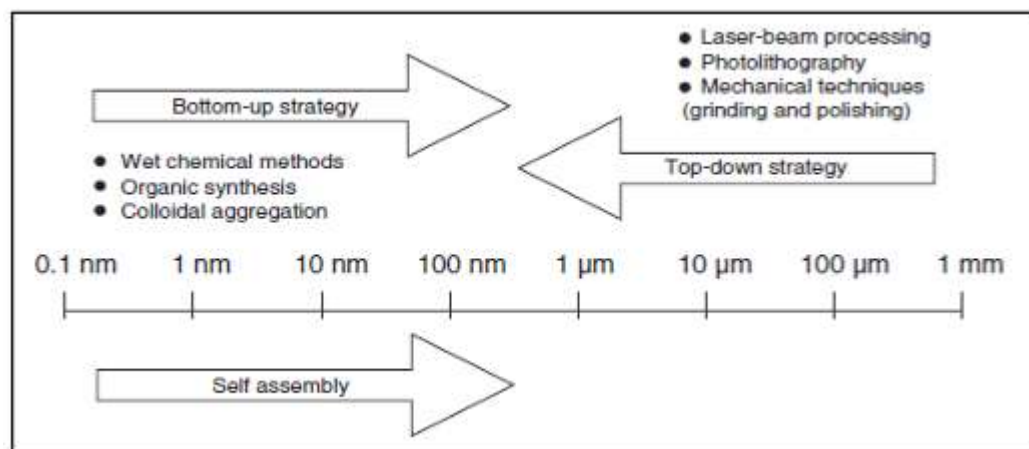 ● Laser-beam processing
● Photolithography
● Mechanical techniques
(grinding and polishing)
Bottom-up strategy
Top-down strategy
● Wet chemical methods
● Organic synthesis
● Colloidal aggregation
0.1 nm 1 nm 10 nm 100 nm 1 µm 10 µm 100 µm 1 mm
Self assembly